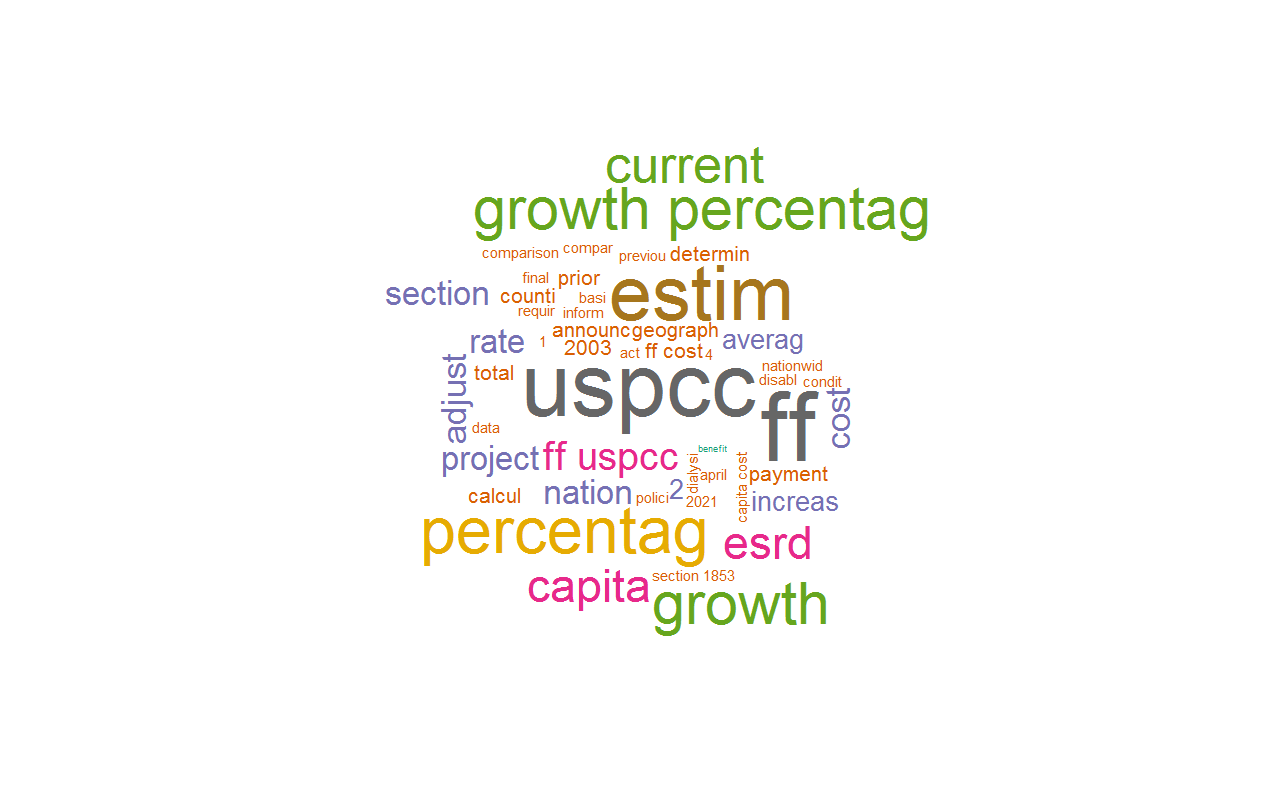 current
growth percentag
comparison
compar
previou
determin
final
prior
estim
section
counti
basi
requir
inform
announc
geograph
rate
1
2003
act
ff cost
4
averag
adjust
total
uspcc
nationwid
disabl
condit
ff
cost
data
project
ff uspcc
benefit
dialysi
april
capita cost
payment
calcul
nation
polici
2
2021
increas
percentag
esrd
capita
section 1853
growth